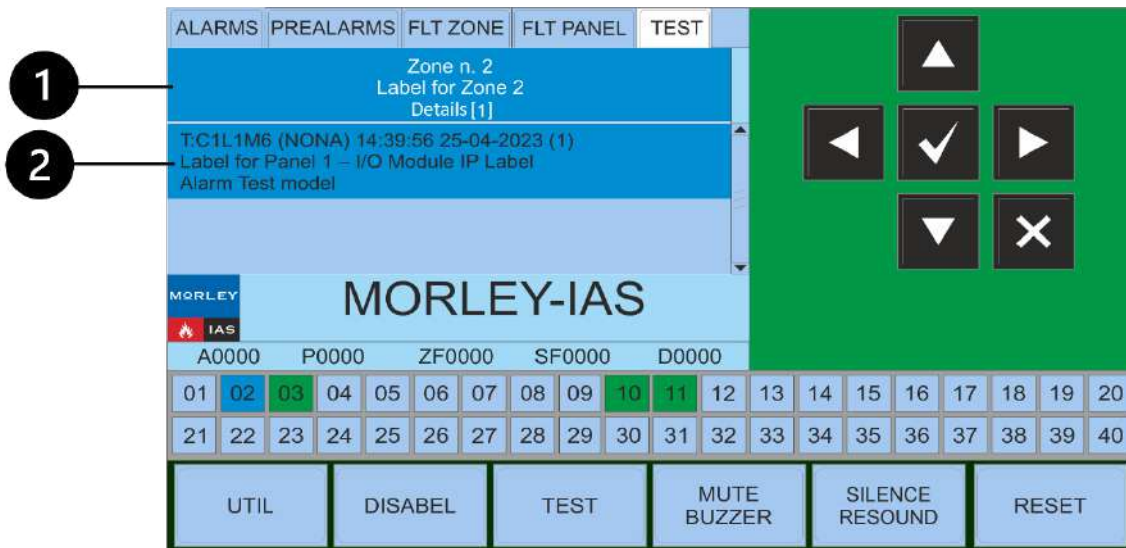 ALARMS PREALARMS FLT ZONE FLT PANEL TEST
1
Zone n. 2
Label for Zone 2
Details [1]
2
T:C1L1M6 (NONA) 14:39:56 25-04-2023 (1)
Label for Panel 1 – I/O Module IP Label
Alarm Test model
MORLEY
IAS
MORLEY-IAS
A0000 P0000 ZF0000 SF0000 D0000
01 02 03 04 05 06 07 08 09 10 11 12 13 14 15 16 17 18 19 20
21 22 23 24 25 26 27 28 29 30 31 32 33 34 35 36 37 38 39 40
UTIL DISABEL TEST MUTE BUZZER SILENCE RESOUND RESET